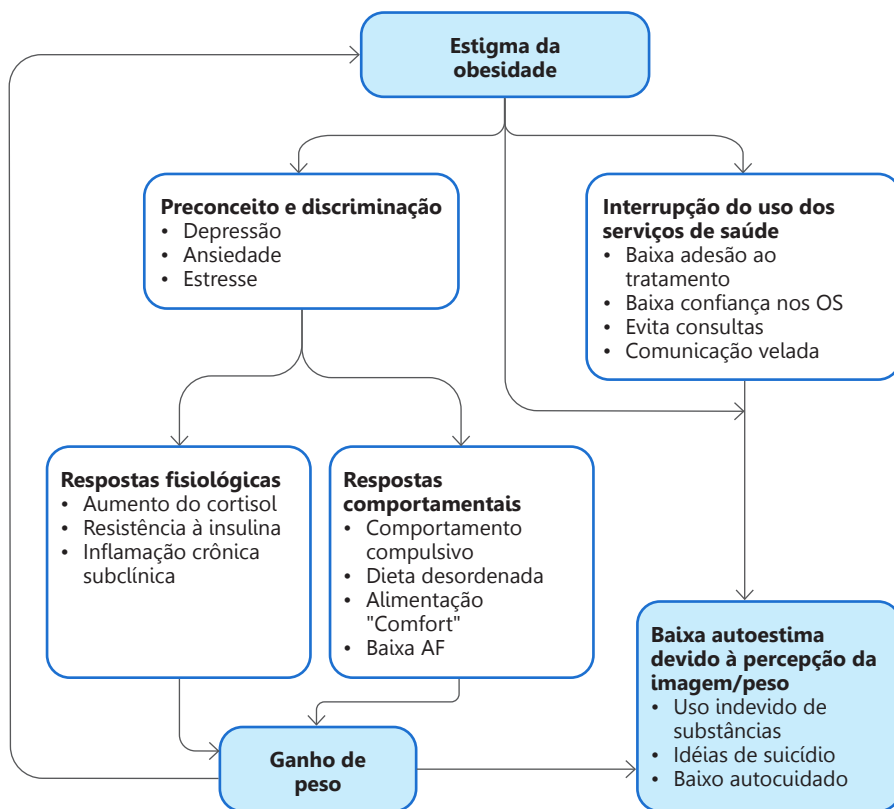 Estigma da
obesidade
Preconceito e discriminação
• Depressão
• Ansiedade
• Estresse
Interrupção do uso dos
serviços de saúde
• Baixa adesão ao
tratamento
• Baixa confiança nos OS
• Evita consultas
• Comunicação velada
Respostas fisiológicas
• Aumento do cortisol
• Resistência à insulina
• Inflamação crônica
subclínica
Respostas
comportamentais
• Comportamento
compulsivo
• Dieta desordenada
• Alimentação
"Comfort"
• Baixa AF
Baixa autoestima
devido à percepção da
imagem/peso
• Uso indevido de
substâncias
• Idéias de suicídio
• Baixo autocuidado
Ganho de
peso